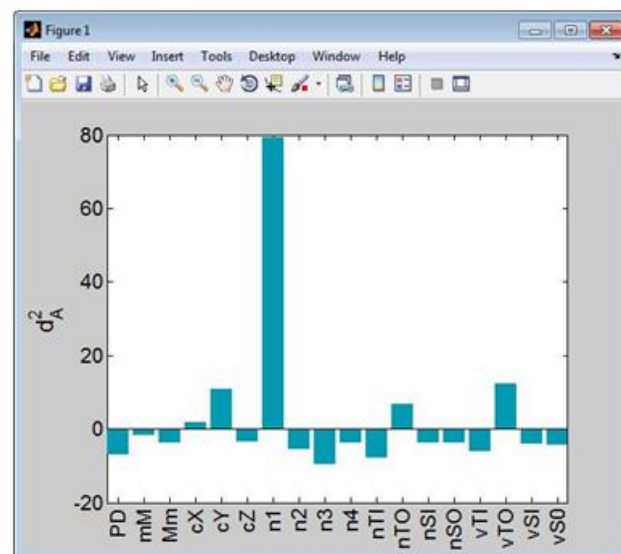 Figure 1
File Edit View Insert Tools Desktop Window Help
80
60
40
20
0
-20
d²A
PD mM Mm cX cY cZ n1 n2 n3 n4 nTI nTO nSI nSO vTI vTO vSI vS0